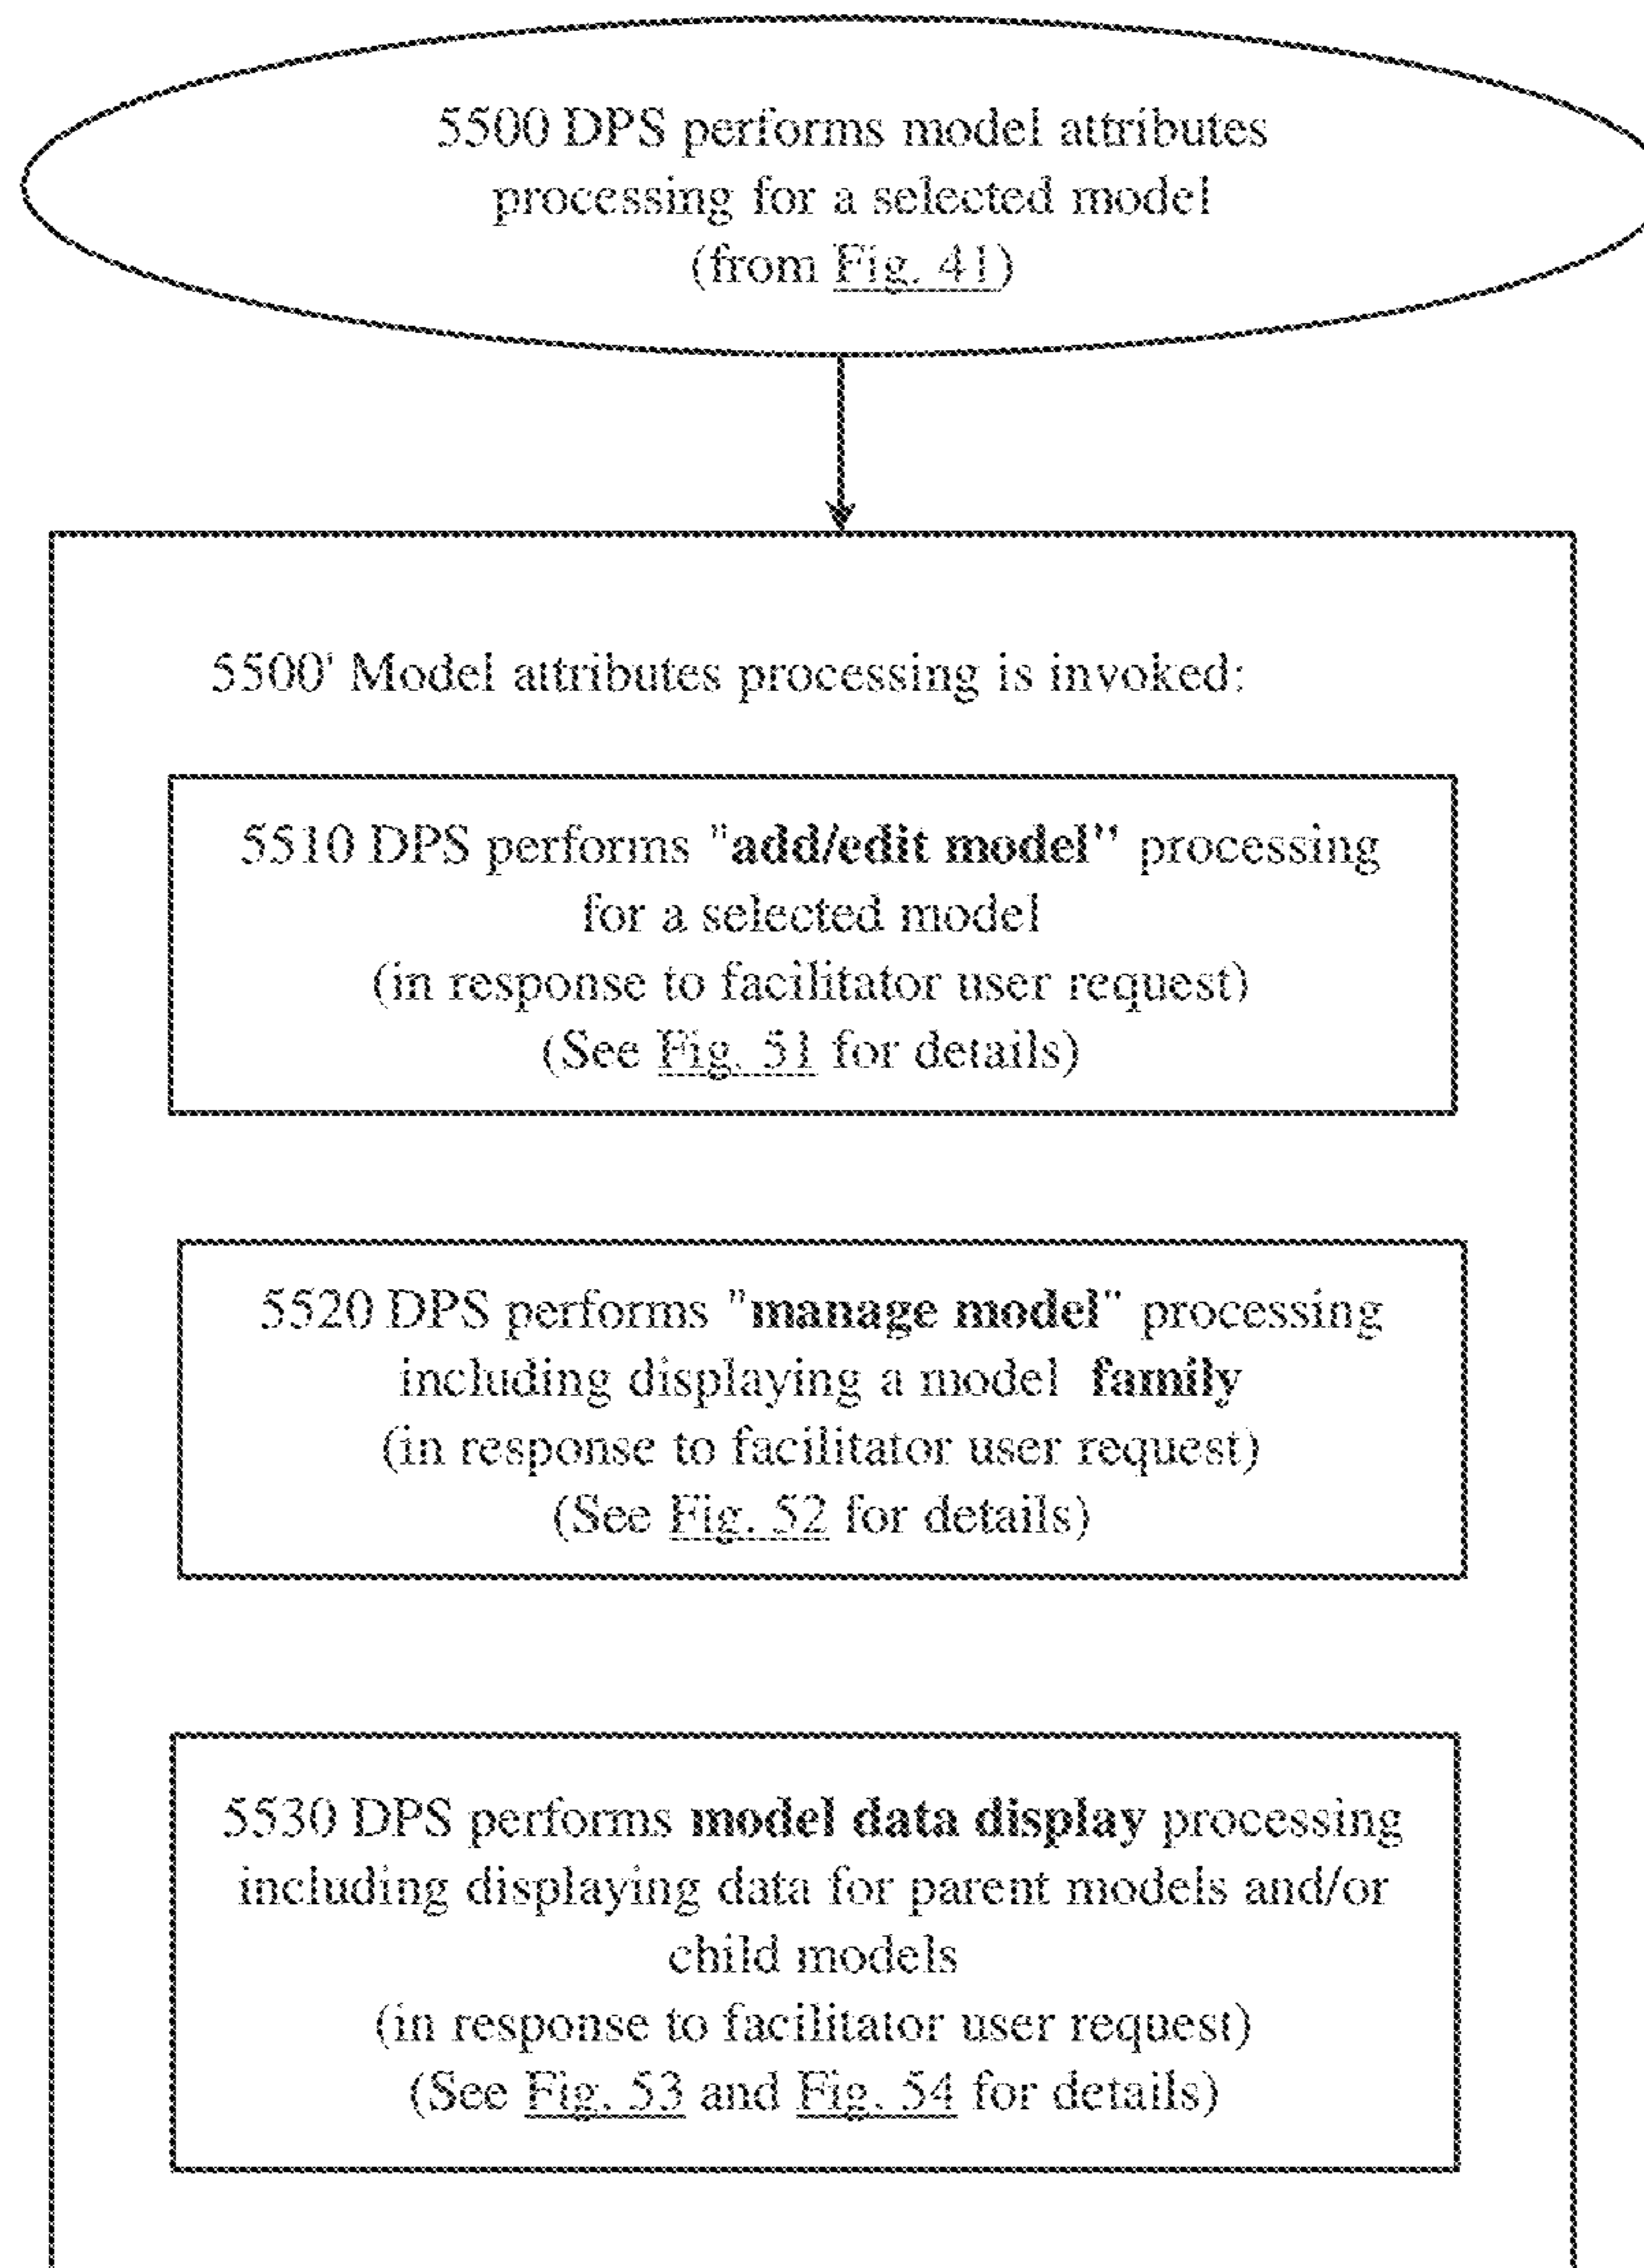 5500 DPS performs model attributes
processing for a selected model
(from Fig. 41)
5500' Model attributes processing is invoked:
5510 DPS performs "add/edit model" processing
for a selected model
(in response to facilitator user request)
(See Fig. 51 for details)
5520 DPS performs "manage model" processing
including displaying a model family
(in response to facilitator user request)
(See Fig. 52 for details)
5530 DPS performs model data display processing
including displaying data for parent models and/or
child models
(in response to facilitator user request)
(See Fig. 53 and Fig. 54 for details)